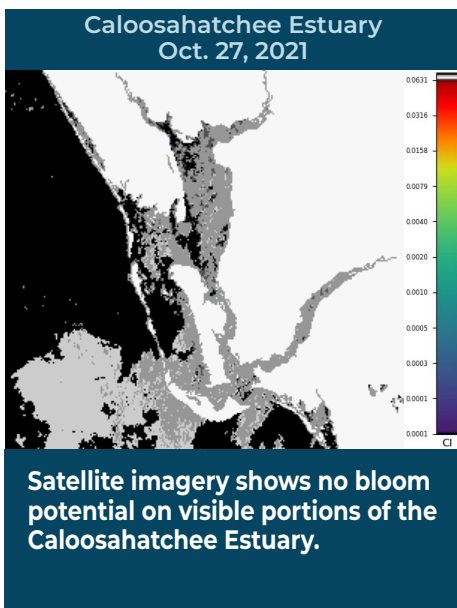 Caloosahatchee Estuary
Oct. 27, 2021
0.0631
0.0316
0.0158
0.0079
0.0040
0.0020
0.0010
0.0005
0.0003
0.0001
0.0001
CI
Satellite imagery shows no bloom
potential on visible portions of the
Caloosahatchee Estuary.